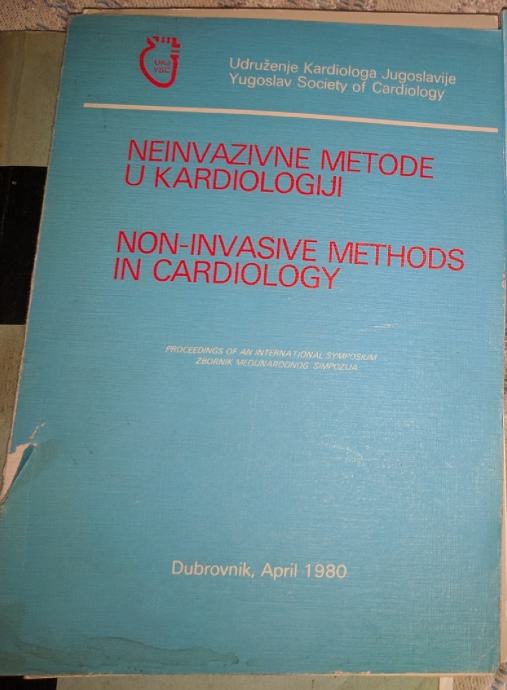 UKJ
YSC
Udruženje Kardiologa Jugoslavije
Yugoslav Society of Cardiology
NEINVAZIVNE METODE
U KARDIOLOGIJI
NON-INVASIVE METHODS
IN CARDIOLOGY
PROCEEDINGS OF AN INTERNATIONAL SYMPOSIUM
ZBORNIK MEĐUNARODNOG SIMPOZIJA
Dubrovnik, April 1980